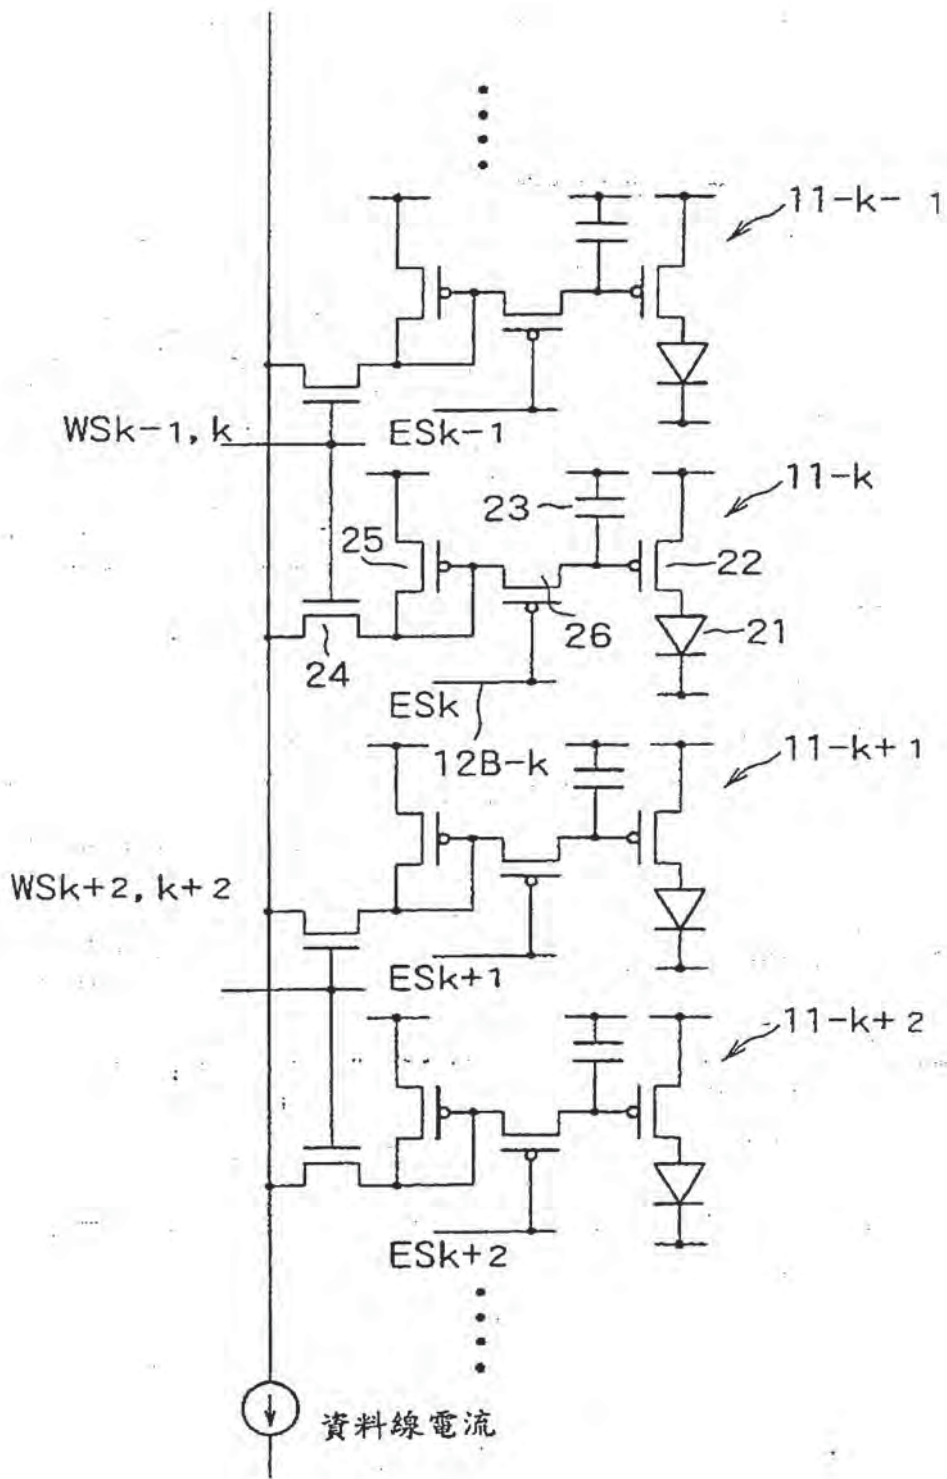 11-k-1
WSk-1, k
ESk-1
11-k
23
25
22
26
21
24
ESk
12B-k
11-k+1
WSk+2, k+2
ESk+1
11-k+2
ESk+2
資料線電流